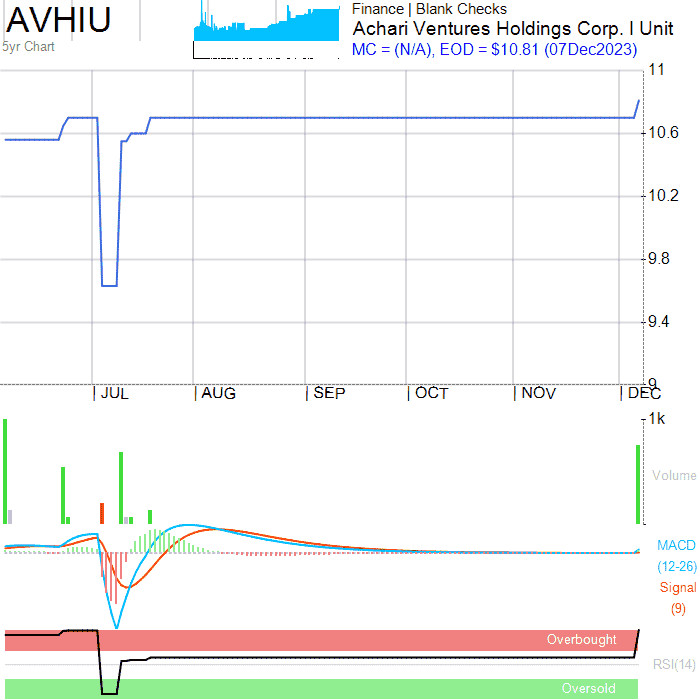 AVHIU
5yr Chart
Finance | Blank Checks
Achari Ventures Holdings Corp. I Unit
MC = (N/A), EOD = $10.81 (07Dec2023)
11
10.6
10.2
9.8
9.4
9
JUL AUG SEP OCT NOV DEC
1k
Volume
MACD
(12-26)
Signal
(9)
Overbought
RSI(14)
Oversold